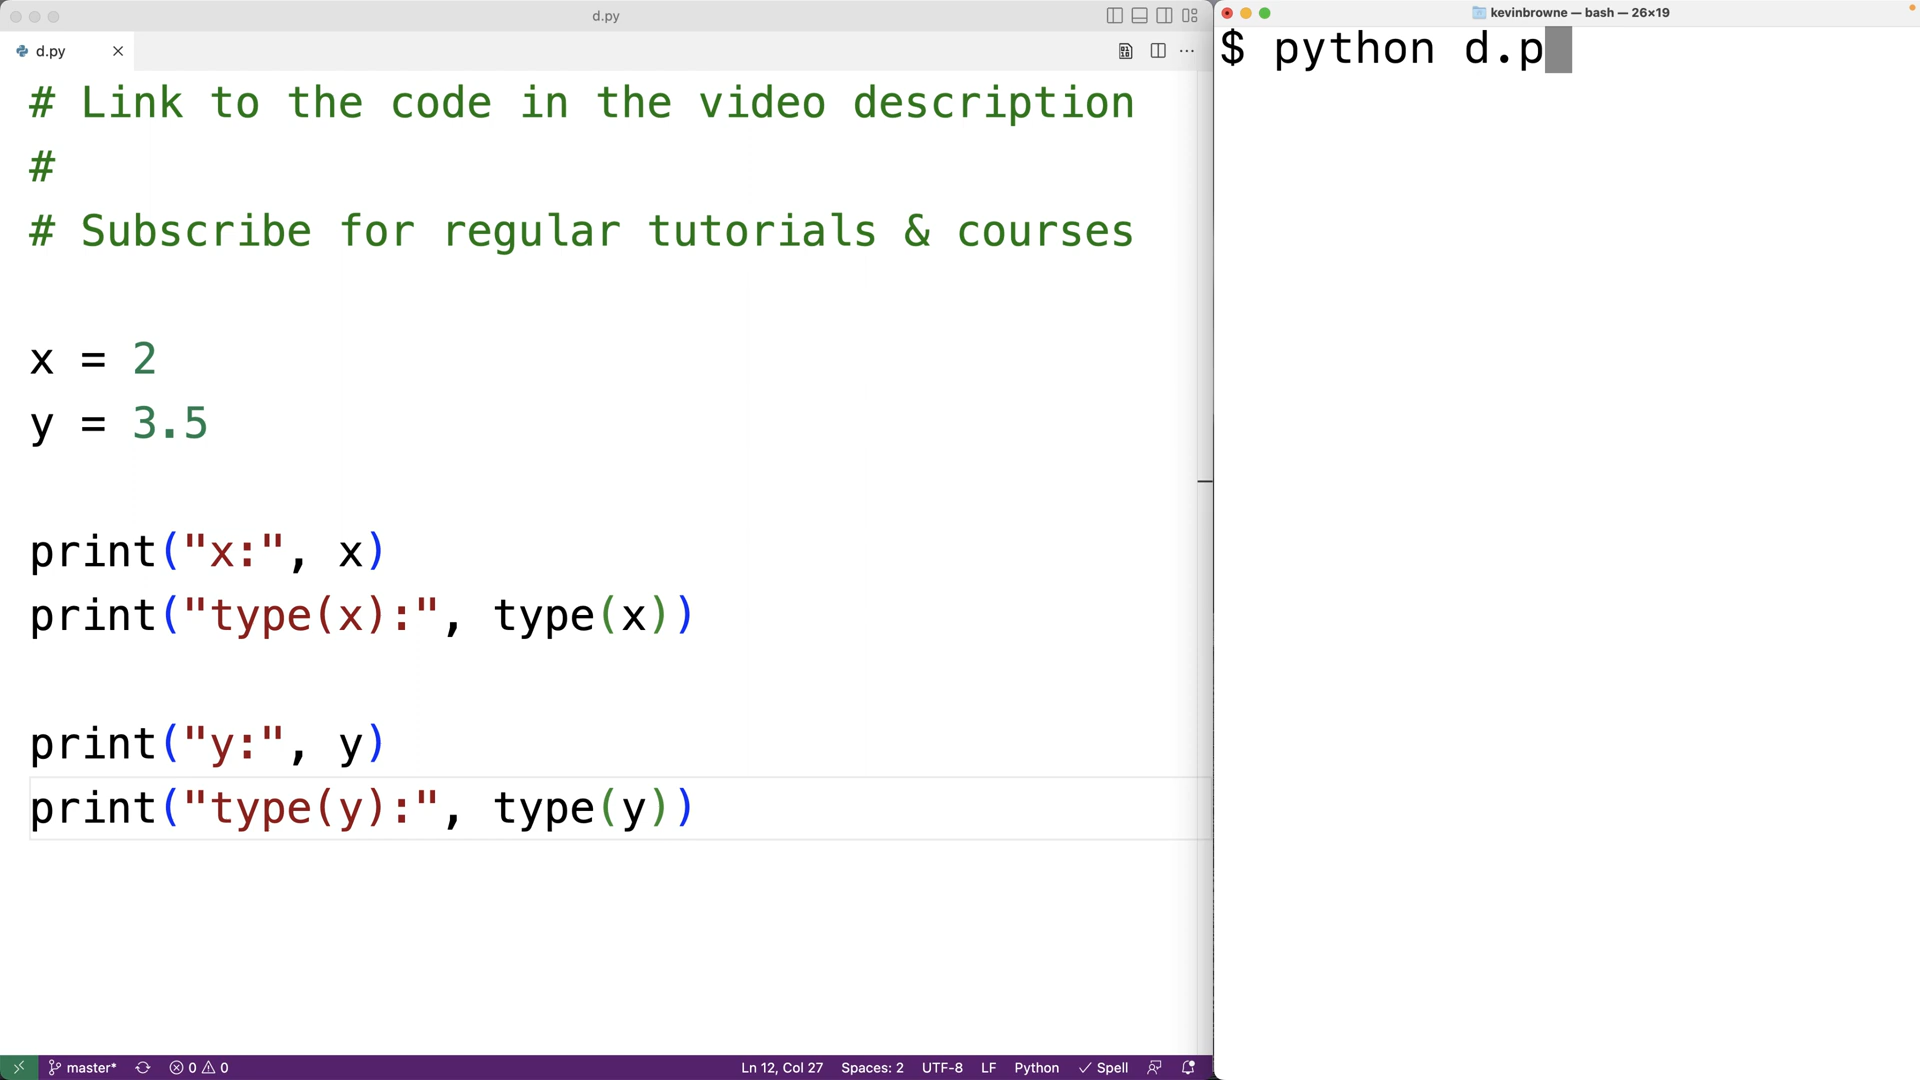 d.py
d.py
# Link to the code in the video description
#
# Subscribe for regular tutorials & courses
x = 2
y = 3.5
print("x:", x)
print("type(x):", type(x))
print("y:", y)
print("type(y):", type(y))
master* 0 0 Ln 12, Col 27 Spaces: 2 UTF-8 LF Python Spell
kevinbrowne — bash — 26×19
$ python d.p